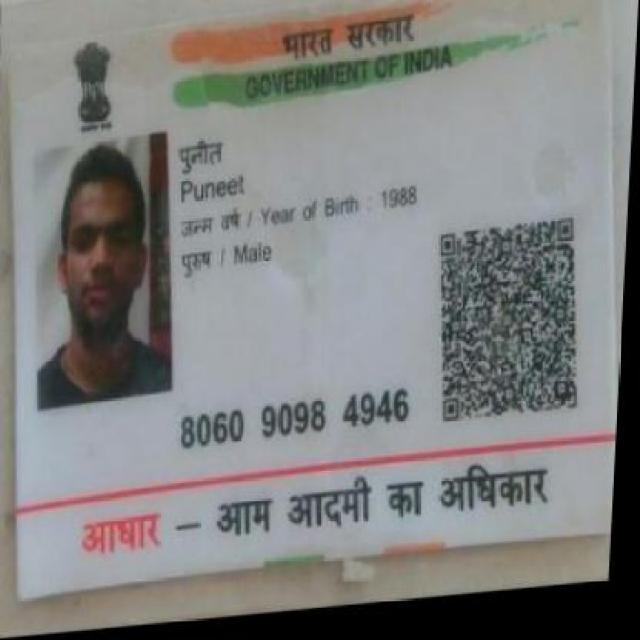 भारत सरकार
GOVERNMENT OF INDIA
पुनीत
Puneet
जन्म वर्ष / Year of Birth : 1988
पुरुष / Male
8060 9098 4946
आधार – आम आदमी का अधिकार